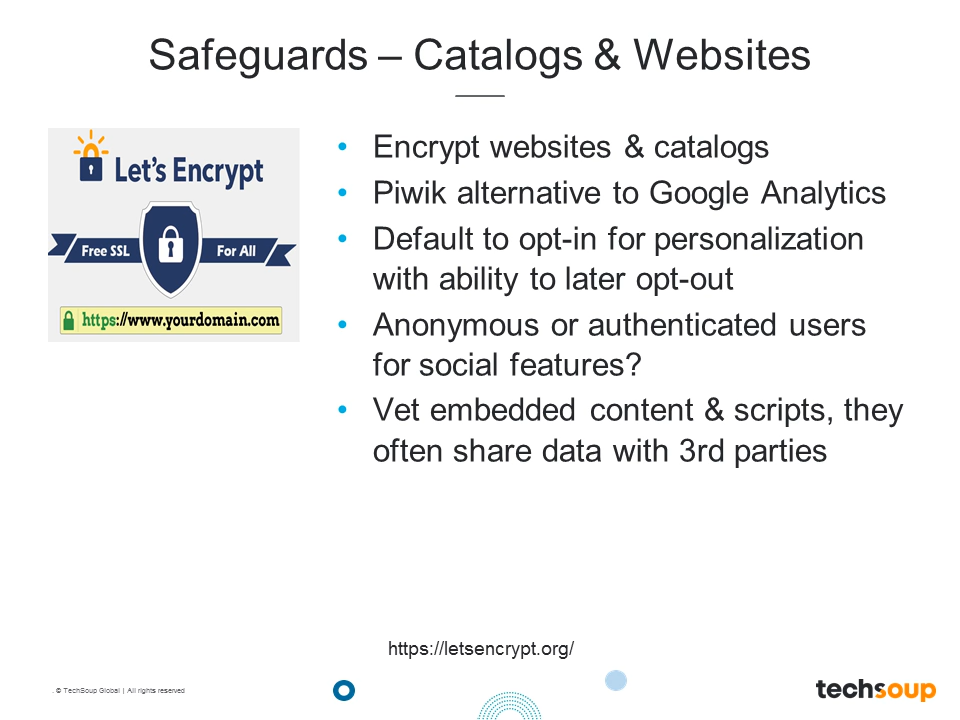 Safeguards – Catalogs & Websites
Let's Encrypt
Free SSL
For All
https://www.yourdomain.com
• Encrypt websites & catalogs
• Piwik alternative to Google Analytics
• Default to opt-in for personalization
with ability to later opt-out
• Anonymous or authenticated users
for social features?
• Vet embedded content & scripts, they
often share data with 3rd parties
https://letsencrypt.org/
. © TechSoup Global | All rights reserved
techsoup